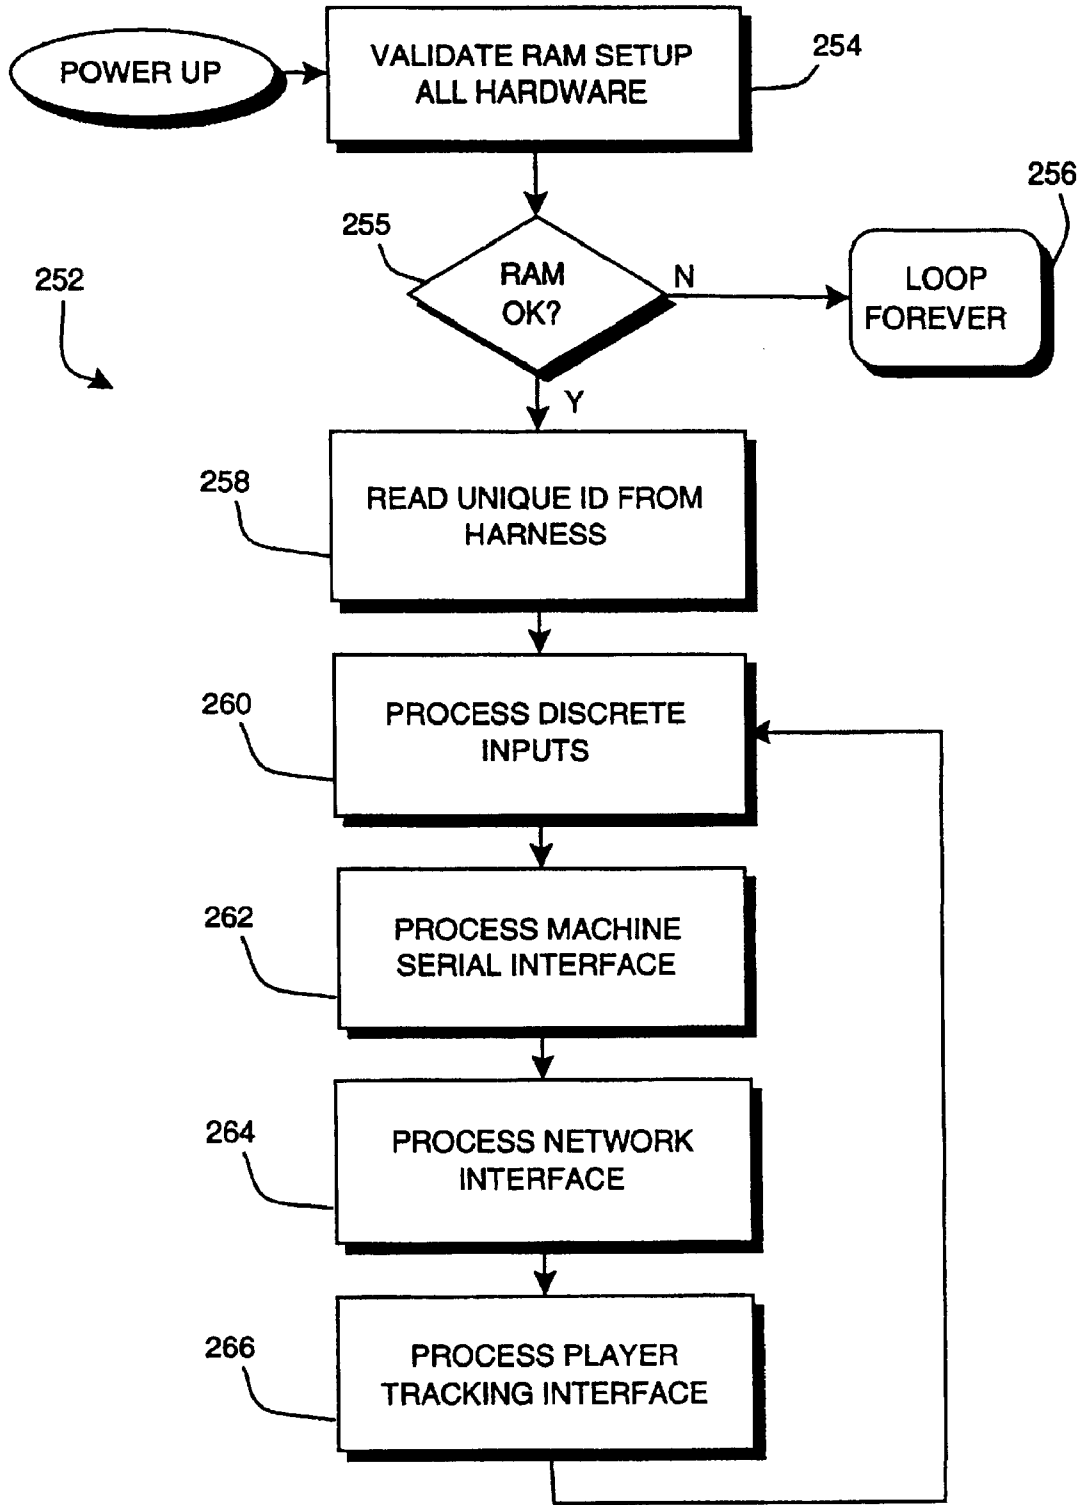 POWER UP
VALIDATE RAM SETUP
ALL HARDWARE
254
255
RAM
OK?
N
256
LOOP
FOREVER
252
Y
258
READ UNIQUE ID FROM
HARNESS
260
PROCESS DISCRETE
INPUTS
262
PROCESS MACHINE
SERIAL INTERFACE
264
PROCESS NETWORK
INTERFACE
266
PROCESS PLAYER
TRACKING INTERFACE